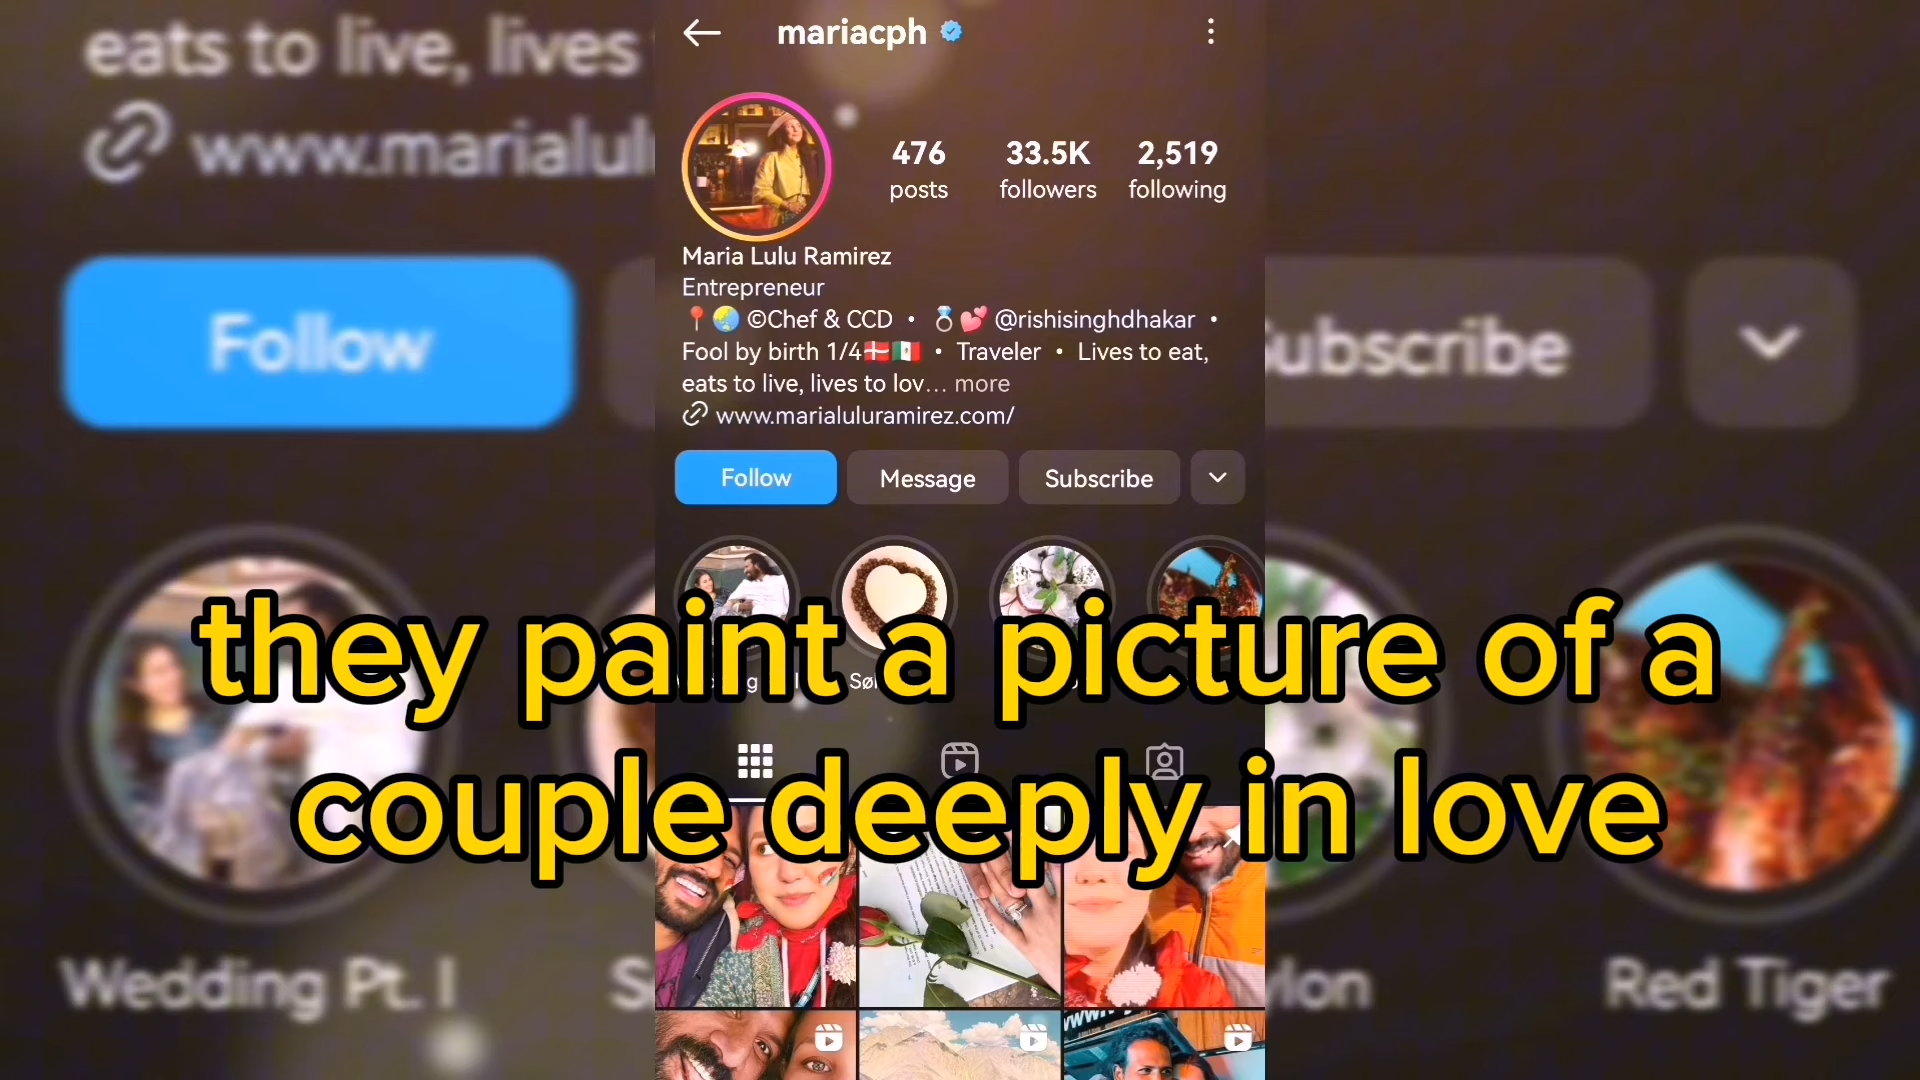 eats to live, lives
www.marialul
Follow
Subscribe
Wedding Pt. I
Red Tiger
mariacph
476
posts
33.5K
followers
2,519
following
Maria Lulu Ramirez
Entrepreneur
📍🌏 ©Chef & CCD • 💍💕 @rishisinghdhakar •
Fool by birth 1/4🇩🇰🇲🇽 • Traveler • Lives to eat,
eats to live, lives to lov… more
www.marialuluramirez.com/
Follow
Message
Subscribe
they paint a picture of a
couple deeply in love